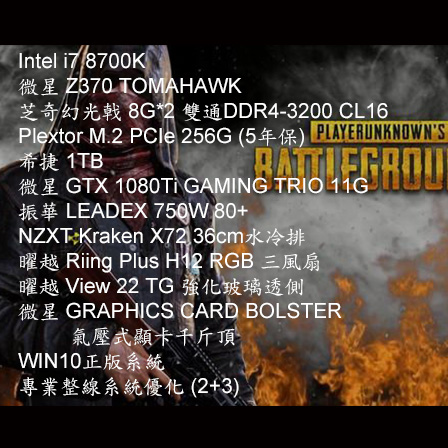 Intel i7 8700K
微星 Z370 TOMAHAWK
芝奇幻光戟 8G*2 雙通DDR4-3200 CL16
Plextor M.2 PCIe 256G (5年保)
PLAYERUNKNOWN'S
希捷 1TB
BATTLEGROU
微星 GTX 1080Ti GAMING TRIO 11G
振華 LEADEX 750W 80+
NZXT Kraken X72 36cm水冷排
曜越 Riing Plus H12 RGB 三風扇
曜越 View 22 TG 強化玻璃透側
微星 GRAPHICS CARD BOLSTER
氣壓式顯卡千斤頂
WIN10正版系統
專業整線系統優化 (2+3)